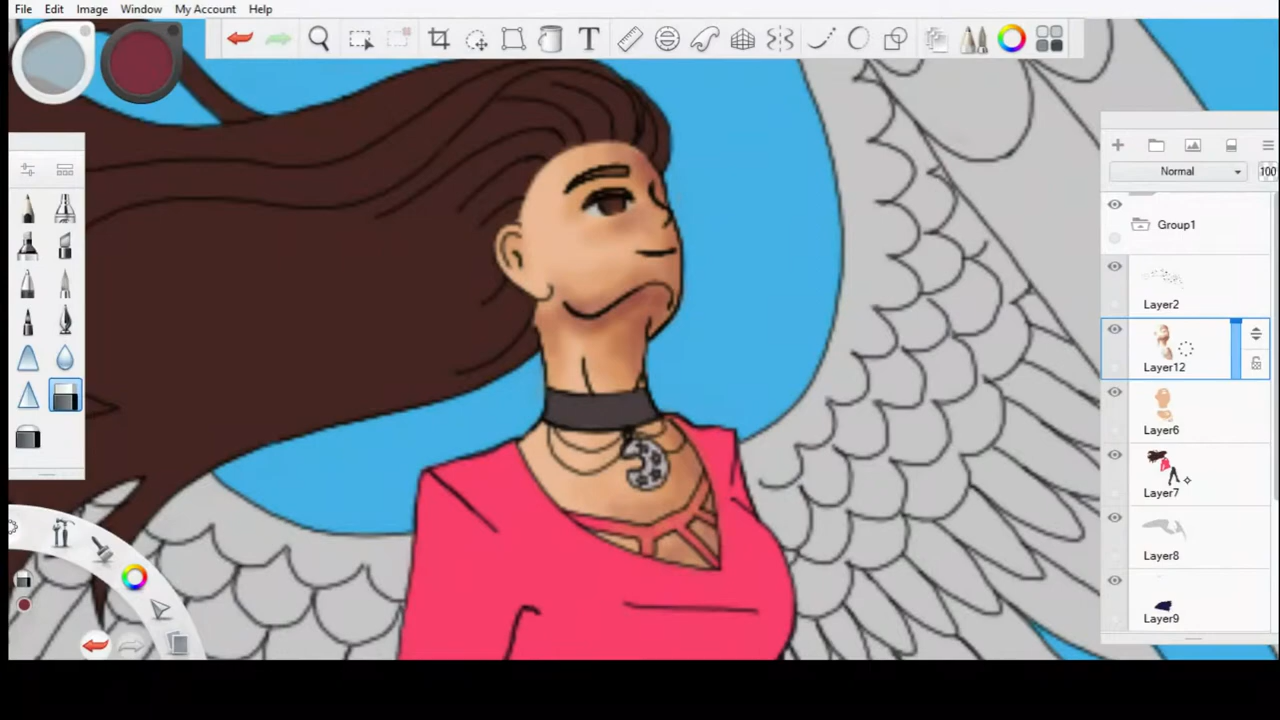 File Edit Image Window My Account Help
T
Normal
100
Group1
Layer2
Layer12
Layer6
Layer7
Layer8
Layer9